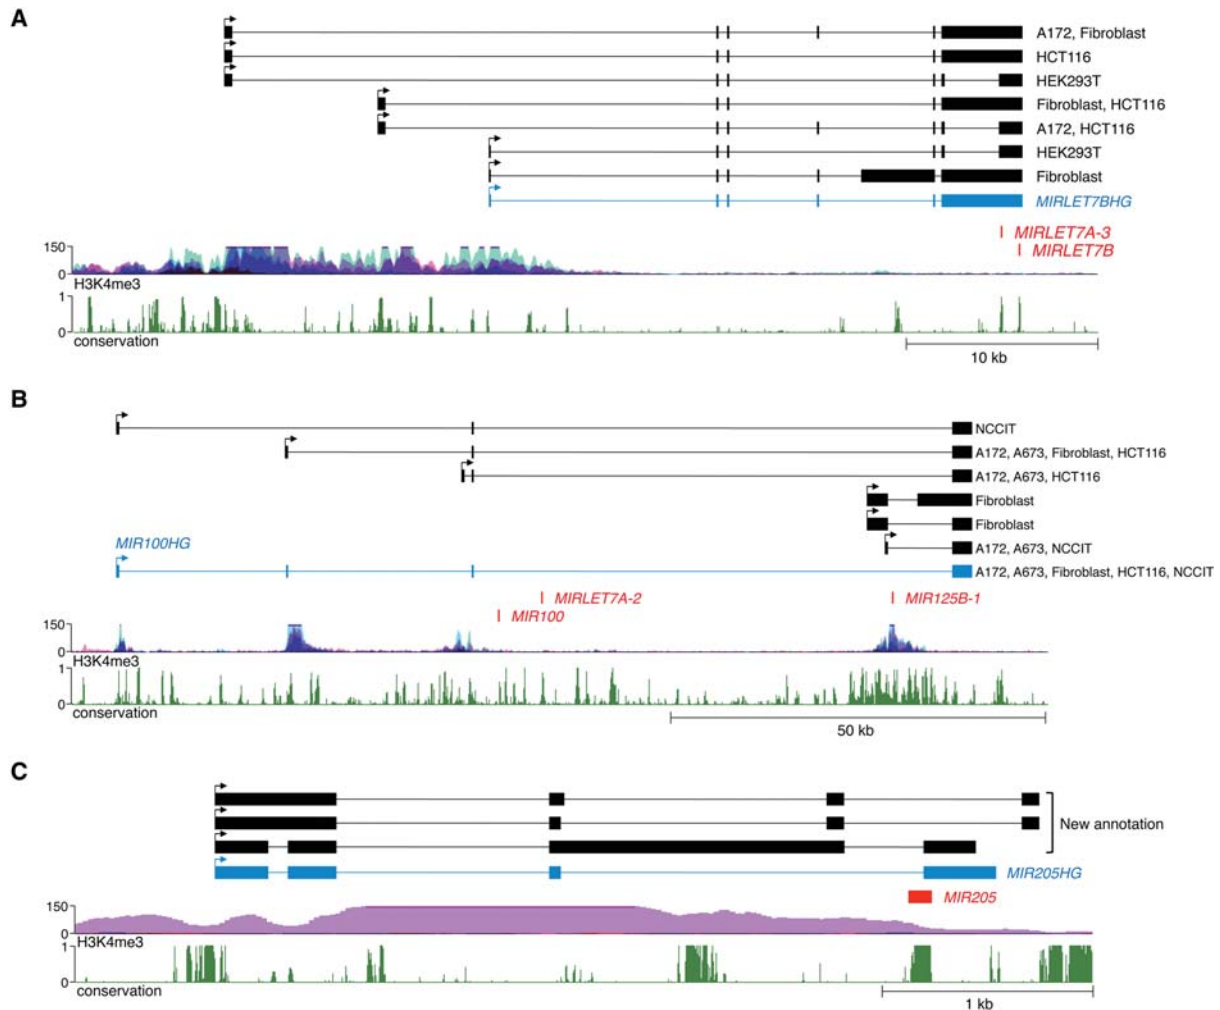 A
A172, Fibroblast
HCT116
HEK293T
Fibroblast, HCT116
A172, HCT116
HEK293T
Fibroblast
MIRLET7BHG
MIRLET7A-3
MIRLET7B
150
0
H3K4me3
1
0
conservation
10 kb
B
NCCIT
A172, A673, Fibroblast, HCT116
A172, A673, HCT116
Fibroblast
Fibroblast
A172, A673, NCCIT
MIR100HG
A172, A673, Fibroblast, HCT116, NCCIT
MIRLET7A-2
MIR125B-1
MIR100
150
0
H3K4me3
1
0
conservation
50 kb
C
New annotation
MIR205HG
MIR205
150
0
H3K4me3
1
0
conservation
1 kb